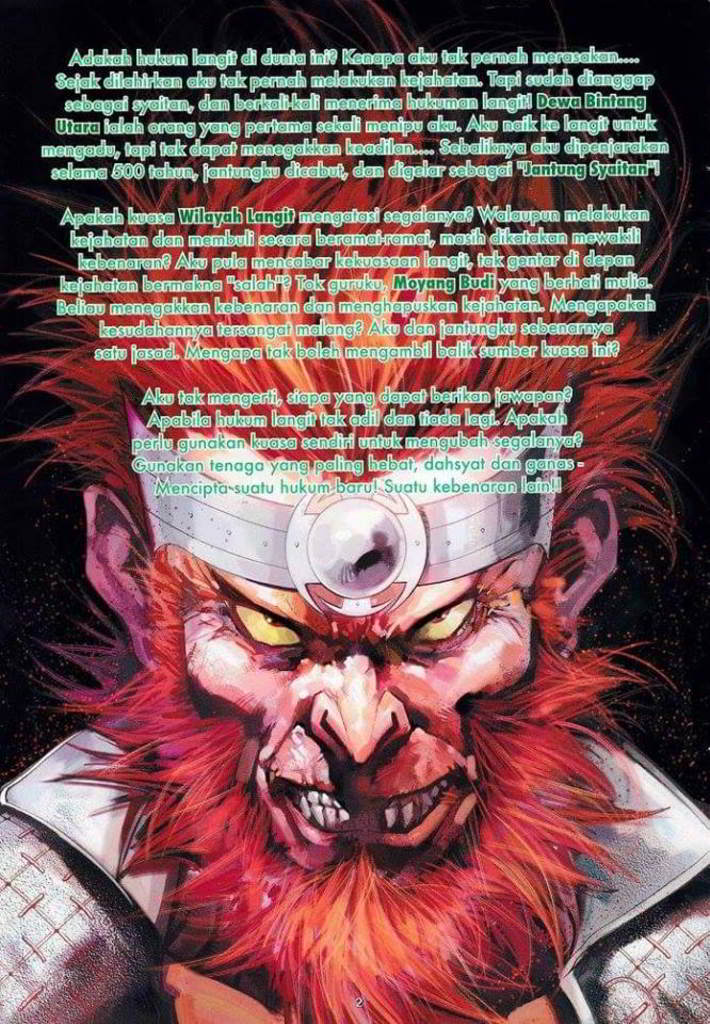 Adakah hukum langit di dunia ini? Kenapa aku tak pernah merasakan....
Sejak dilahirkan aku tak pernah melakukan kejahatan. Tapi sudah dianggap
sebagai syaitan, dan berkali-kali menerima hukuman langit! Dewa Bintang
Utara ialah orang yang pertama sekali menipu aku. Aku naik ke langit untuk
mengadu, tapi tak dapat menegakkan keadilan.... Sebaliknya aku dipenjarakan
selama 500 tahun, jantungku dicabut, dan digelar sebagai "Jantung Syaitan"!
Apakah kuasa Wilayah Langit mengatasi segalanya? Walaupun melakukan
kejahatan dan membuli secara beramai-ramai, masih dikatakan mewakili
kebenaran? Aku pula mencabar kekuasaan langit, tak gentar di depan
kejahatan bermakna "salah"? Tok guruku, Moyang Budi yang berhati mulia.
Beliau menegakkan kebenaran dan menghapuskan kejahatan. Mengapakah
kesudahannya tersangat malang? Aku dan jantungku sebenarnya
satu jasad. Mengapa tak boleh mengambil balik sumber kuasa ini?
Aku tak mengerti, siapa yang dapat berikan jawapan?
Apabila hukum langit tak adil dan tiada lagi. Apakah
perlu gunakan kuasa sendiri untuk mengubah segalanya?
Gunakan tenaga yang paling hebat, dahsyat dan ganas -
Mencipta suatu hukum baru! Suatu kebenaran lain!!
2